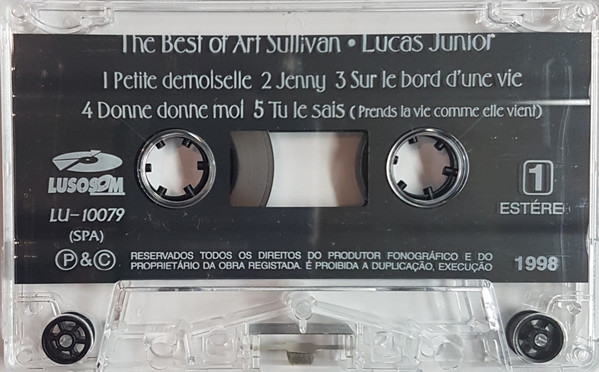 The Best of Art Sullivan • Lucas Junior
1 Petite demoiselle 2 Jenny 3 Sur le bord d'une vie
4 Donne donne moi 5 Tu le sais (Prends la vie comme elle vient)
LUSOSOM
1
LU-10079
ESTÉRE
(SPA)
P & C
RESERVADOS TODOS OS DIREITOS DO PRODUTOR FONOGRÁFICO E DO
PROPRIETÁRIO DA OBRA REGISTADA É PROIBIDA A DUPLICAÇÃO, EXECUÇÃO
1998